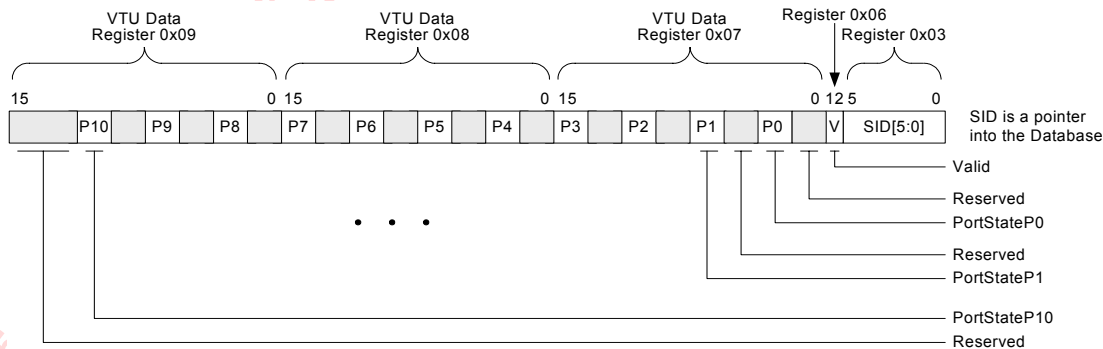 VTU Data
Register 0x09
VTU Data
Register 0x08
VTU Data
Register 0x07
Register 0x06
Register 0x03
15 0 15 0 15 0 12 5 0
P10 P9 P8 P7 P6 P5 P4 P3 P2 P1 P0 V SID[5:0]
SID is a pointer
into the Database
Valid
Reserved
PortStateP0
Reserved
PortStateP1
PortStateP10
Reserved